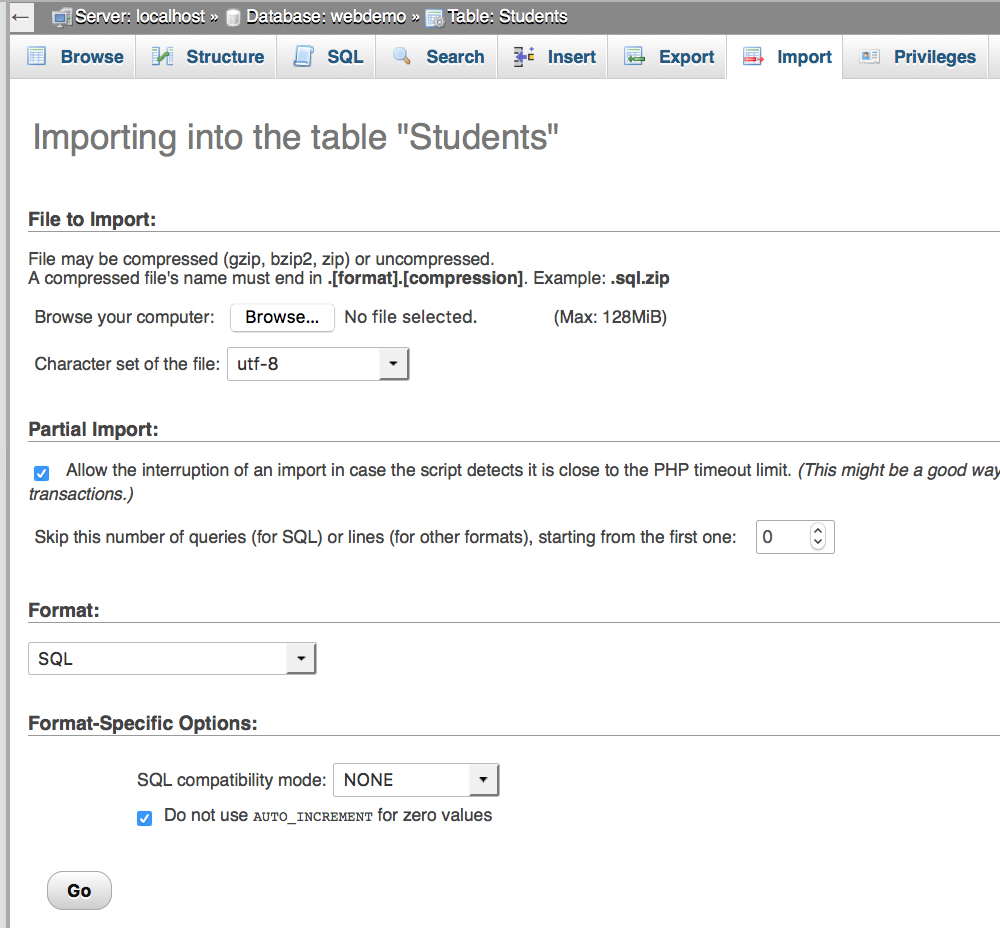 Server: localhost » Database: webdemo » Table: Students
Browse Structure SQL Search Insert Export Import Privileges
Importing into the table "Students"
File to Import:
File may be compressed (gzip, bzip2, zip) or uncompressed.
A compressed file's name must end in .[format].[compression]. Example: .sql.zip
Browse your computer: Browse... No file selected. (Max: 128MiB)
Character set of the file: utf-8
Partial Import:
Allow the interruption of an import in case the script detects it is close to the PHP timeout limit. (This might be a good way
transactions.)
Skip this number of queries (for SQL) or lines (for other formats), starting from the first one: 0
Format:
SQL
Format-Specific Options:
SQL compatibility mode: NONE
Do not use AUTO_INCREMENT for zero values
Go